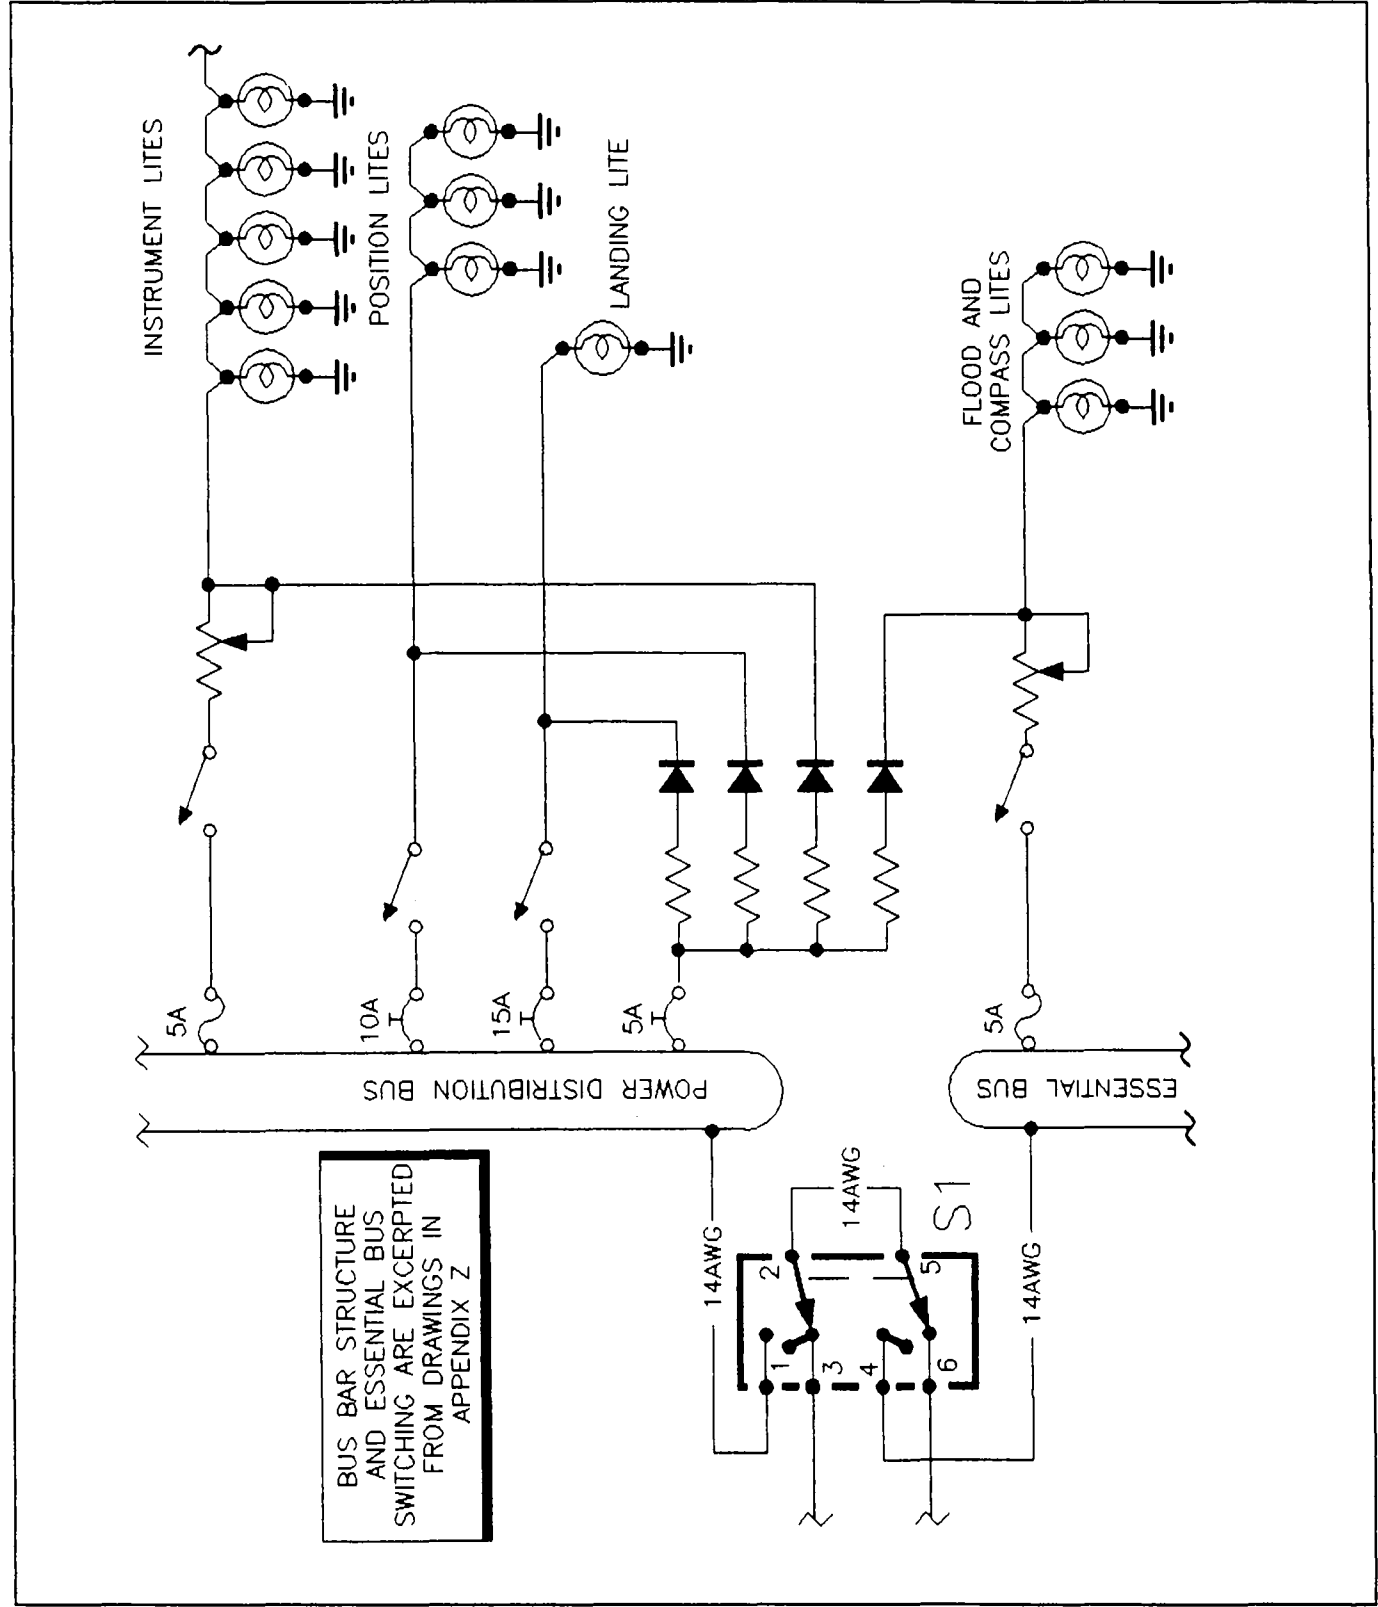 INSTRUMENT LITES
POSITION LITES
LANDING LITE
FLOOD AND
COMPASS LITES
5A
10A
15A
5A
5A
POWER DISTRIBUTION BUS
ESSENTIAL BUS
BUS BAR STRUCTURE
AND ESSENTIAL BUS
SWITCHING ARE EXCERPTED
FROM DRAWINGS IN
APPENDIX Z
14AWG
14AWG
14AWG
S1
2
5
1
3
4
6